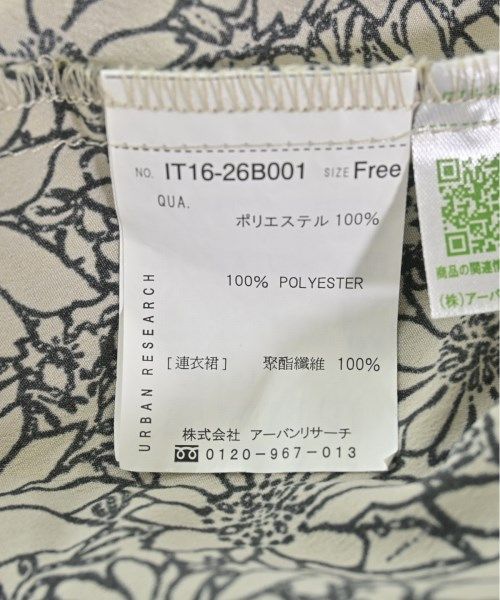 NO. IT16-26B001 SIZE Free
QUA.
ポリエステル 100%
100% POLYESTER
[連衣裙] 聚酯纖維 100%
URBAN RESEARCH
株式会社 アーバンリサーチ
0120-967-013
商品の関連情
(株)アーバ